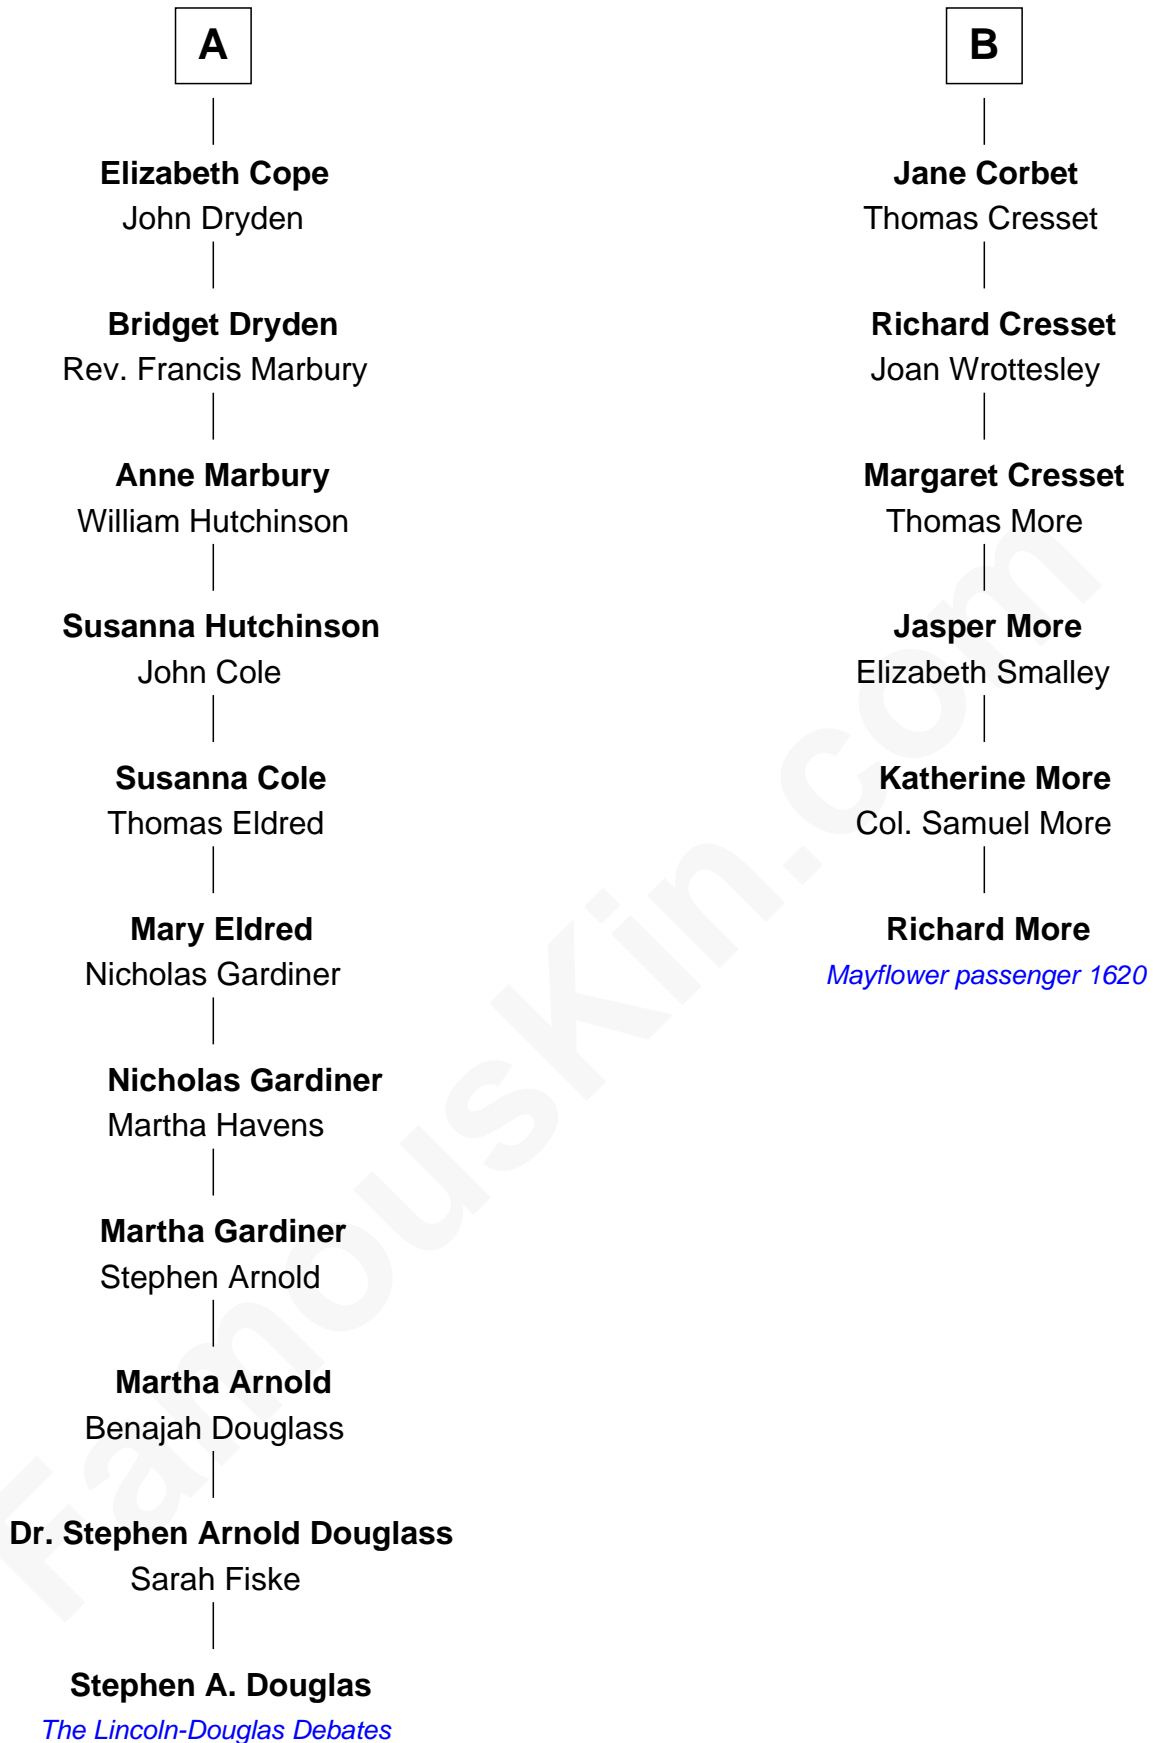 A
Elizabeth Cope
John Dryden
Bridget Dryden
Rev. Francis Marbury
Anne Marbury
William Hutchinson
Susanna Hutchinson
John Cole
Susanna Cole
Thomas Eldred
Mary Eldred
Nicholas Gardiner
Nicholas Gardiner
Martha Havens
Martha Gardiner
Stephen Arnold
Martha Arnold
Benajah Douglass
Dr. Stephen Arnold Douglass
Sarah Fiske
Stephen A. Douglas
The Lincoln-Douglas Debates
B
Jane Corbet
Thomas Cresset
Richard Cresset
Joan Wrottesley
Margaret Cresset
Thomas More
Jasper More
Elizabeth Smalley
Katherine More
Col. Samuel More
Richard More
Mayflower passenger 1620
FamousKin.com